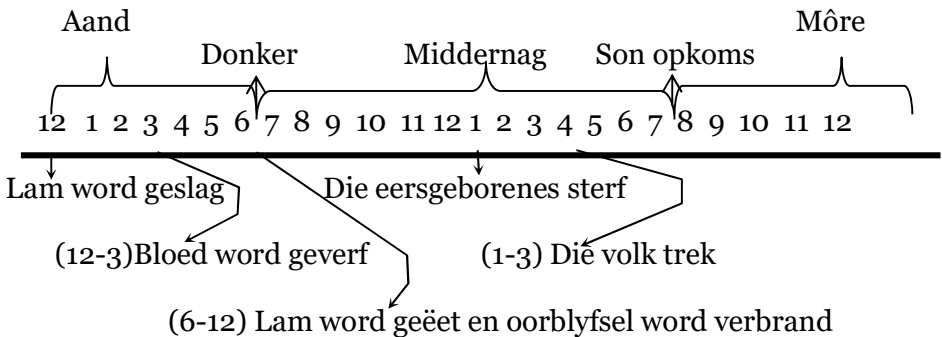 Aand
Môre
Donker
Middernag
Son opkoms
12 1 2 3 4 5 6 7 8 9 10 11 12 1 2 3 4 5 6 7 8 9 10 11 12
Lam word geslag
Die eersgeborenes sterf
(12-3)Bloed word geverf
(1-3) Die volk trek
(6-12) Lam word geëet en oorblyfsel word verbrand